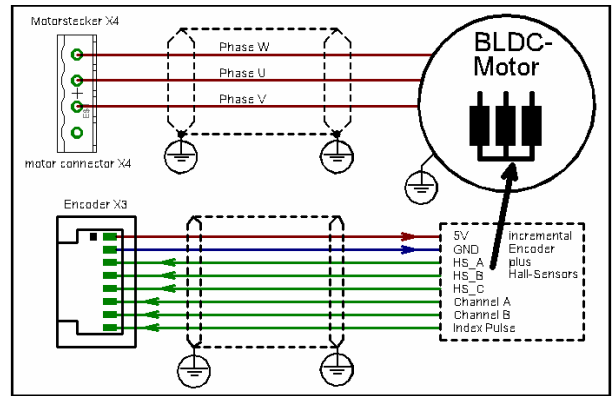 Motorstecker X4
Phase W
Phase U
Phase V
motor connector X4
BLDC-
Motor
Encoder X3
5V
GND
HS_A
HS_B
HS_C
Channel A
Channel B
Index Pulse
incremental
Encoder
plus
Hall-Sensors